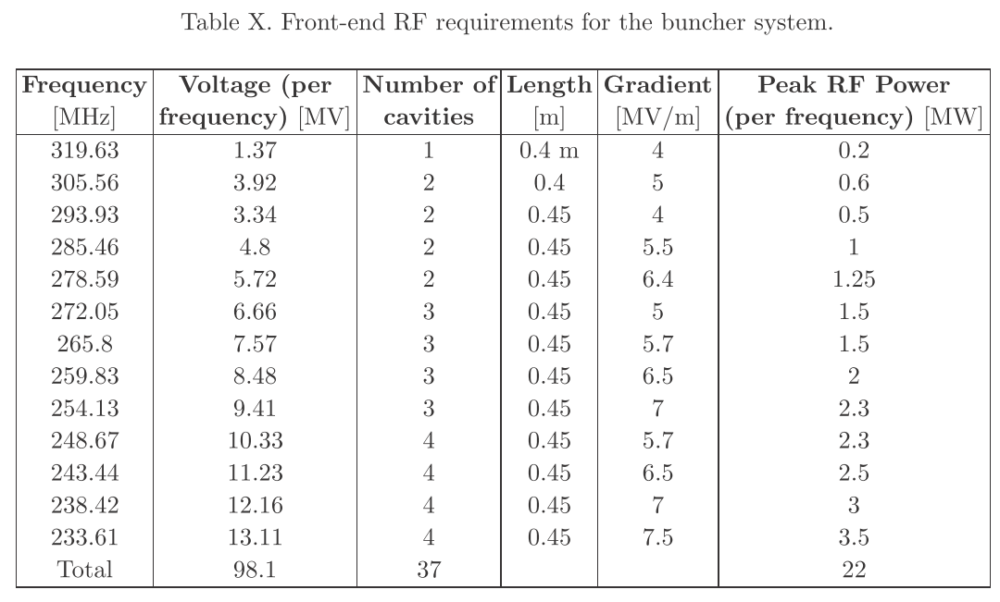 Table X. Front-end RF requirements for the buncher system.
Frequency Voltage (per Number of Length Gradient Peak RF Power
[MHz] frequency) [MV] cavities [m] [MV/m] (per frequency) [MW]
319.63 1.37 1 0.4 m 4 0.2
305.56 3.92 2 0.4 5 0.6
293.93 3.34 2 0.45 4 0.5
285.46 4.8 2 0.45 5.5 1
278.59 5.72 2 0.45 6.4 1.25
272.05 6.66 3 0.45 5 1.5
265.8 7.57 3 0.45 5.7 1.5
259.83 8.48 3 0.45 6.5 2
254.13 9.41 3 0.45 7 2.3
248.67 10.33 4 0.45 5.7 2.3
243.44 11.23 4 0.45 6.5 2.5
238.42 12.16 4 0.45 7 3
233.61 13.11 4 0.45 7.5 3.5
Total 98.1 37 22